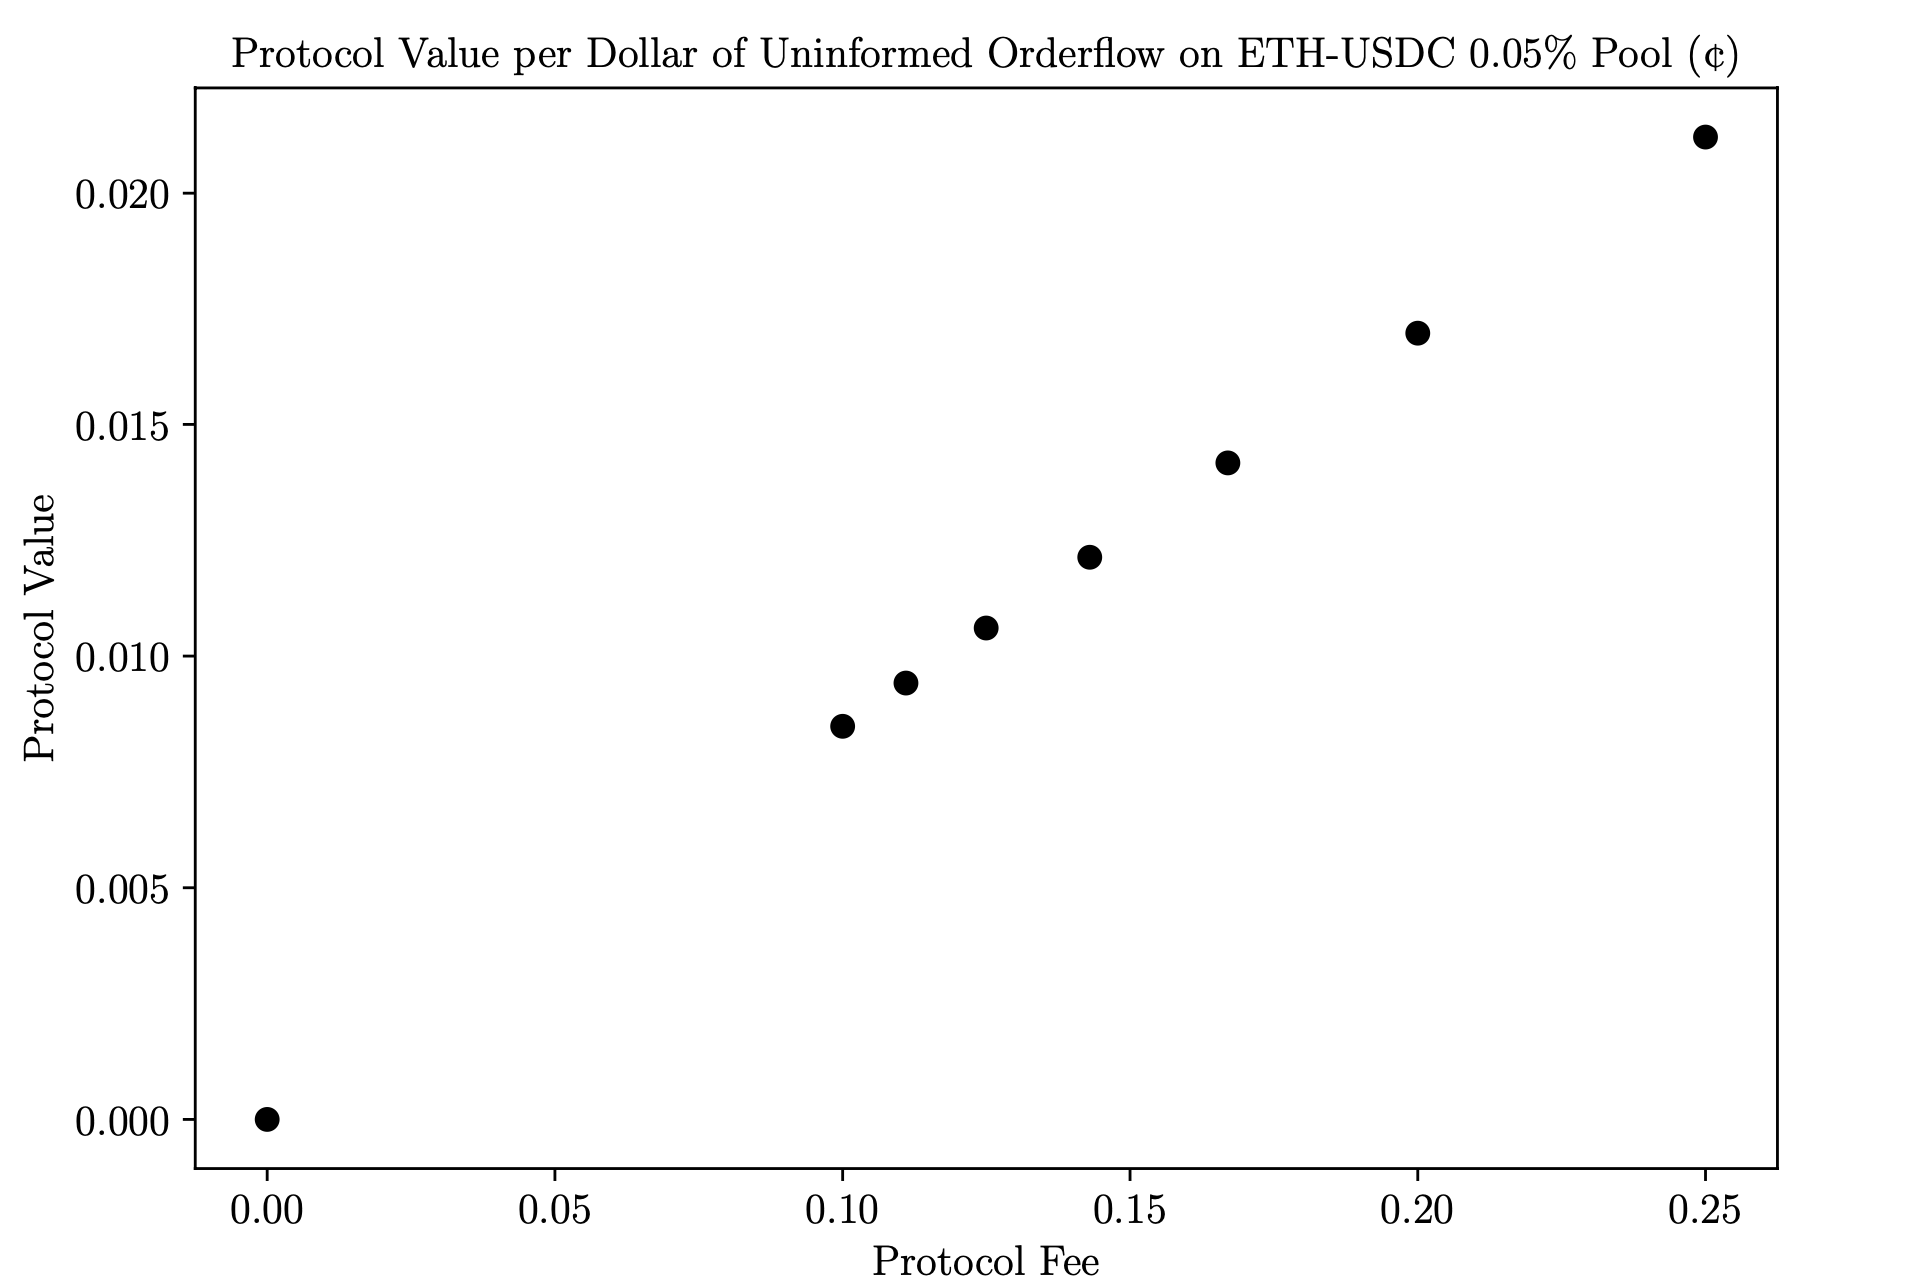 Protocol Value per Dollar of Uninformed Orderflow on ETH-USDC 0.05% Pool (¢)
Protocol Value
0.020
0.015
0.010
0.005
0.000
0.00 0.05 0.10 0.15 0.20 0.25
Protocol Fee